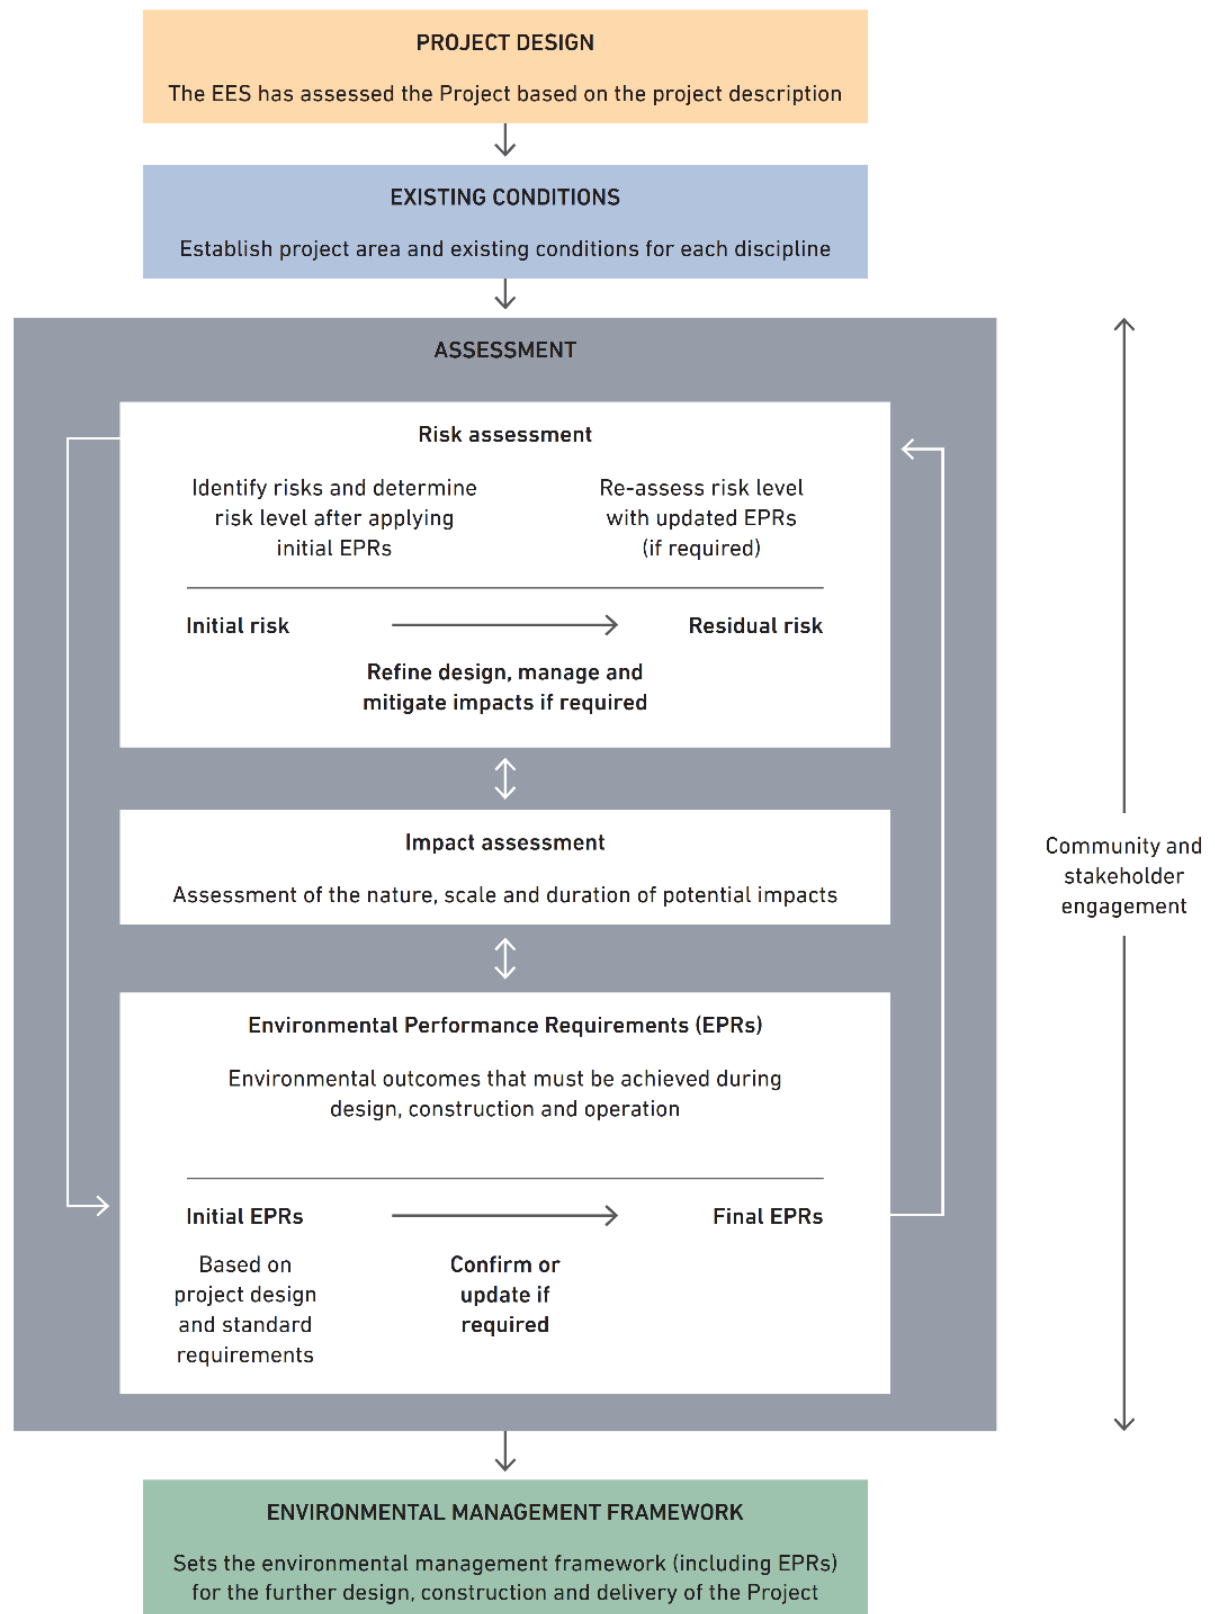 PROJECT DESIGN
The EES has assessed the Project based on the project description
EXISTING CONDITIONS
Establish project area and existing conditions for each discipline
ASSESSMENT
Risk assessment
Identify risks and determine
risk level after applying
initial EPRs
Re-assess risk level
with updated EPRs
(if required)
Initial risk
Residual risk
Refine design, manage and
mitigate impacts if required
Impact assessment
Assessment of the nature, scale and duration of potential impacts
Community and
stakeholder
engagement
Environmental Performance Requirements (EPRs)
Environmental outcomes that must be achieved during
design, construction and operation
Initial EPRs
Final EPRs
Based on
project design
and standard
requirements
Confirm or
update if
required
ENVIRONMENTAL MANAGEMENT FRAMEWORK
Sets the environmental management framework (including EPRs)
for the further design, construction and delivery of the Project